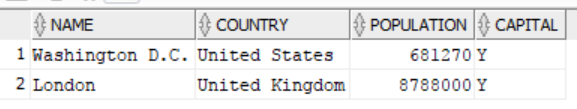 NAME COUNTRY POPULATION CAPITAL
1 Washington D.C. United States 681270 Y
2 London United Kingdom 8788000 Y